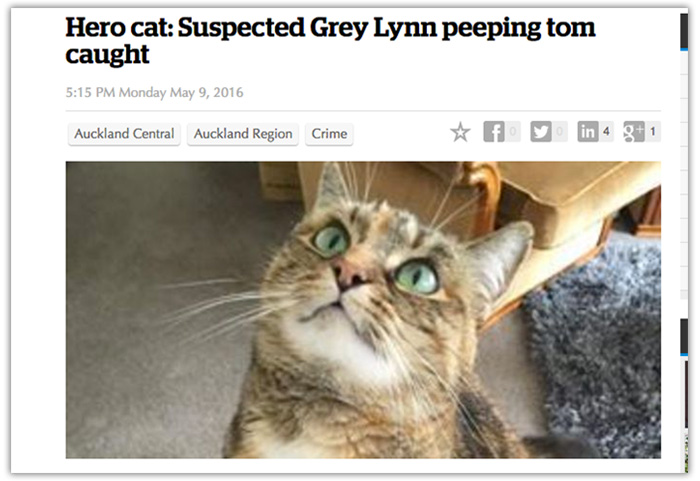 Hero cat: Suspected Grey Lynn peeping tom
caught
5:15 PM Monday May 9, 2016
Auckland Central Auckland Region Crime 0 0 4 1